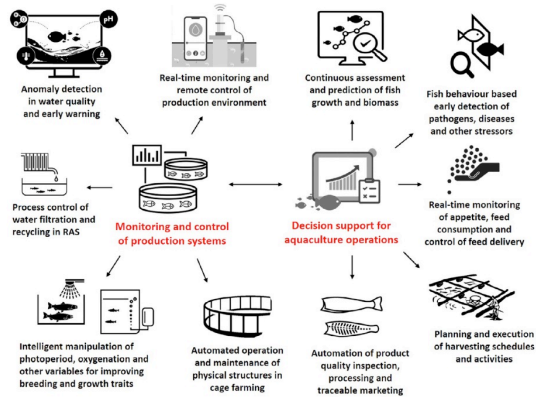 pH
Anomaly detection
in water quality
and early warning
Real-time monitoring and
remote control of
production environment
Continuous assessment
and prediction of fish
growth and biomass
Fish behaviour based
early detection of
pathogens, diseases
and other stressors
Process control of
water filtration and
recycling in RAS
Monitoring and control
of production systems
Decision support for
aquaculture operations
Real-time monitoring
of appetite, feed
consumption and
control of feed delivery
Intelligent manipulation of
photoperiod, oxygenation and
other variables for improving
breeding and growth traits
Automated operation
and maintenance of
physical structures in
cage farming
Automation of product
quality inspection,
processing and
traceable marketing
Planning and execution
of harvesting schedules
and activities